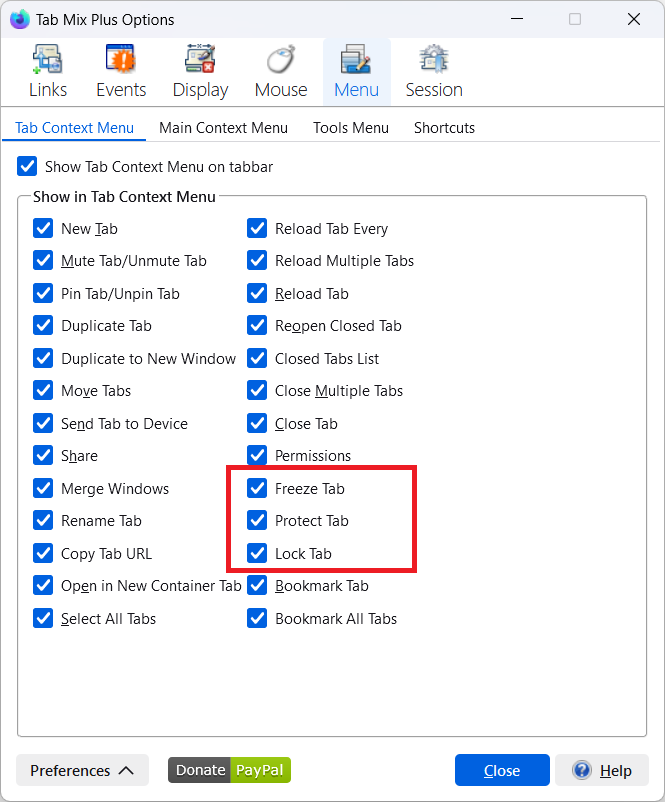 Tab Mix Plus Options
Links Events Display Mouse Menu Session
Tab Context Menu Main Context Menu Tools Menu Shortcuts
Show Tab Context Menu on tabbar
Show in Tab Context Menu
New Tab
Mute Tab/Unmute Tab
Pin Tab/Unpin Tab
Duplicate Tab
Duplicate to New Window
Move Tabs
Send Tab to Device
Share
Merge Windows
Rename Tab
Copy Tab URL
Open in New Container Tab
Select All Tabs
Reload Tab Every
Reload Multiple Tabs
Reload Tab
Reopen Closed Tab
Closed Tabs List
Close Multiple Tabs
Close Tab
Permissions
Freeze Tab
Protect Tab
Lock Tab
Bookmark Tab
Bookmark All Tabs
Preferences Donate PayPal Close Help